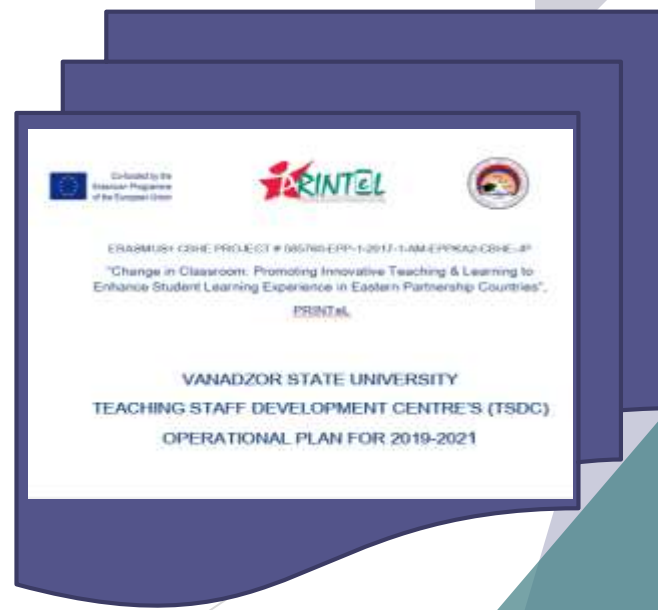 Co-funded by the
Erasmus+ Programme
of the European Union
PRINTeL
ERASMUS+ CBHE PROJECT # 585760-EPP-1-2017-1-AM-EPPKA2-CBHE-JP
"Change in Classroom: Promoting Innovative Teaching & Learning to
Enhance Student Learning Experience in Eastern Partnership Countries",
PRINTeL
VANADZOR STATE UNIVERSITY
TEACHING STAFF DEVELOPMENT CENTRE'S (TSDC)
OPERATIONAL PLAN FOR 2019-2021